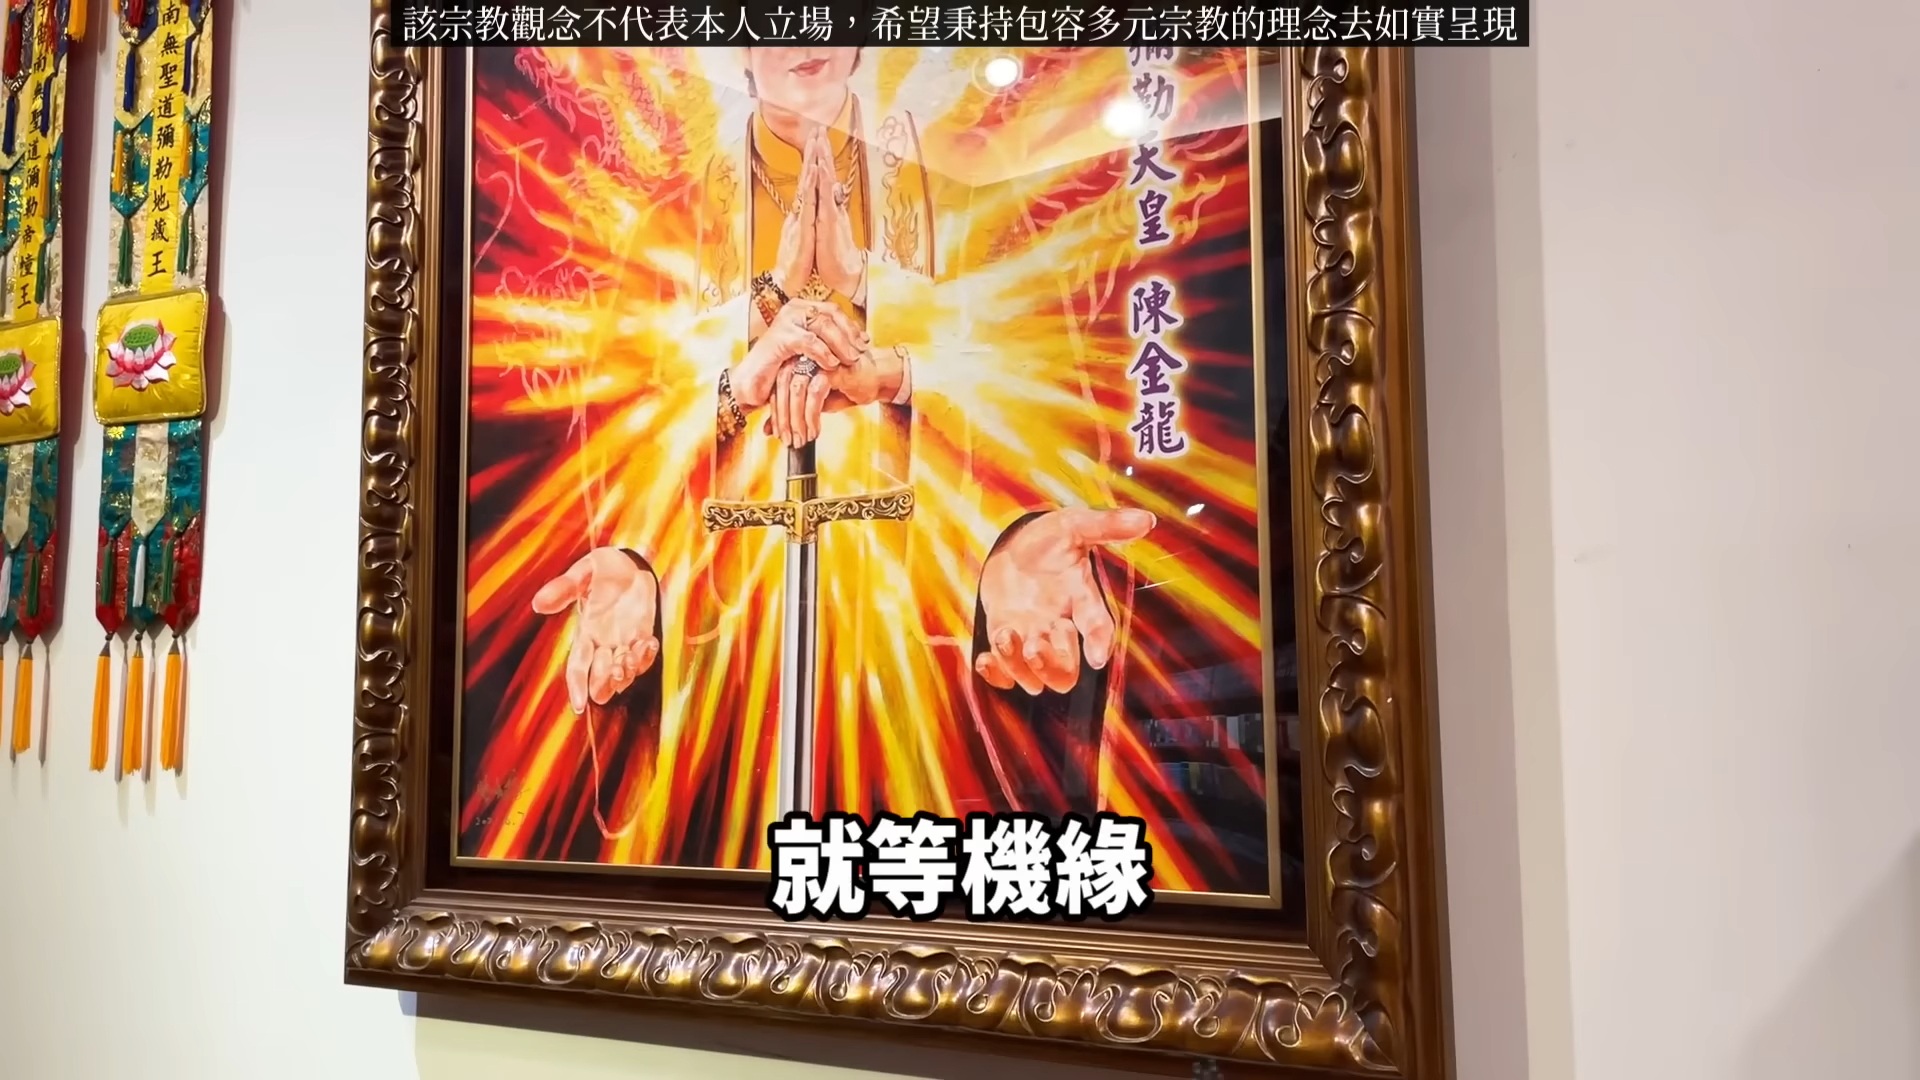 該宗教觀念不代表本人立場，希望秉持包容多元宗教的理念去如實呈現
彌勒天皇 陳金龍
南無聖道彌勒地藏王
南無聖道彌勒帝幢王
就等機緣